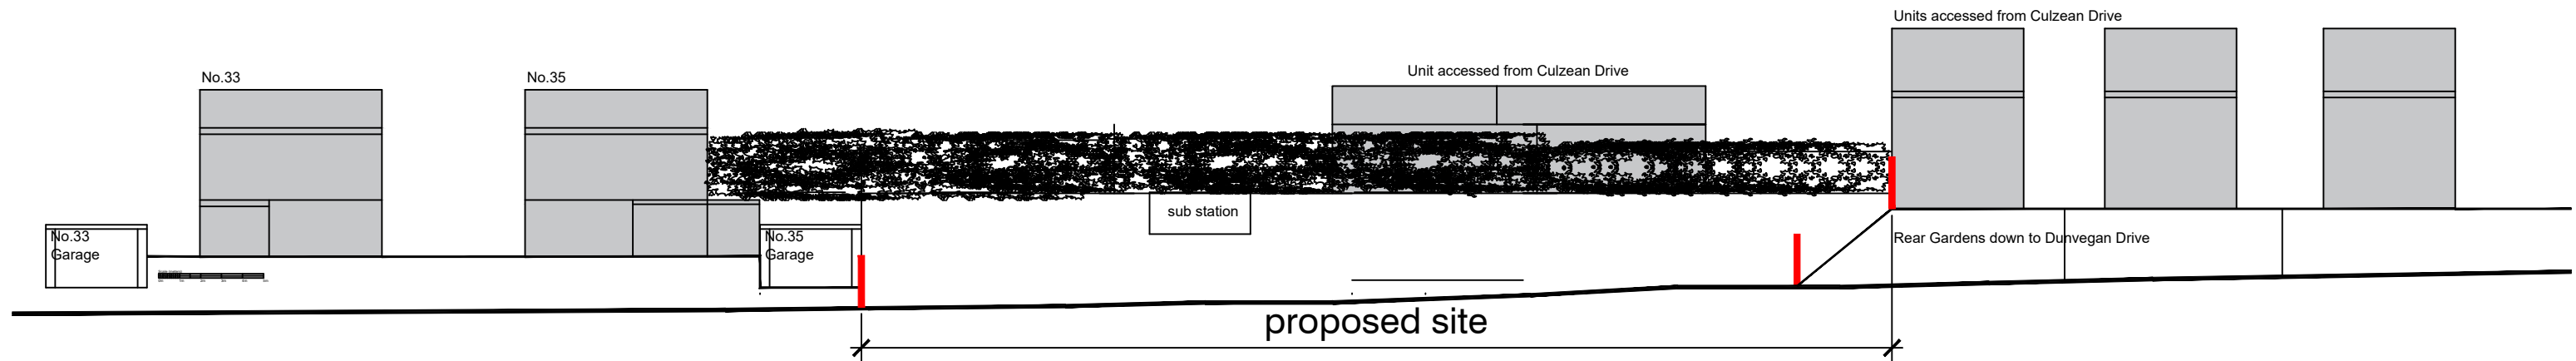 Units accessed from Culzean Drive
No.33
No.35
Unit accessed from Culzean Drive
sub station
No.33
Garage
No.35
Garage
Rear Gardens down to Dunvegan Drive
proposed site